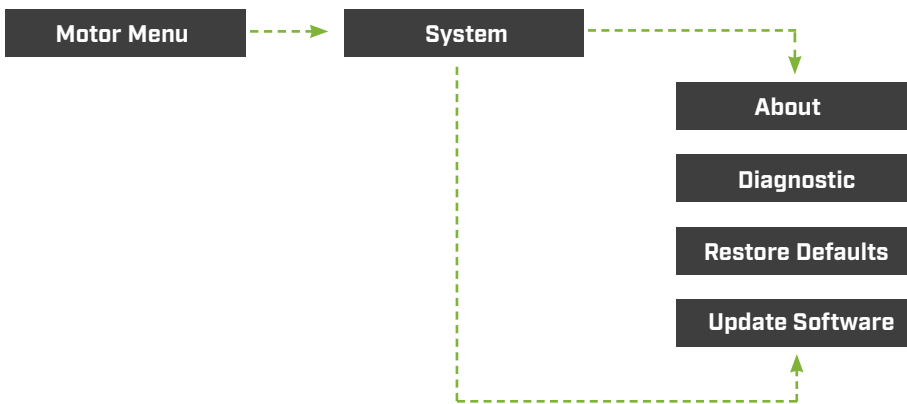 Motor Menu
System
About
Diagnostic
Restore Defaults
Update Software